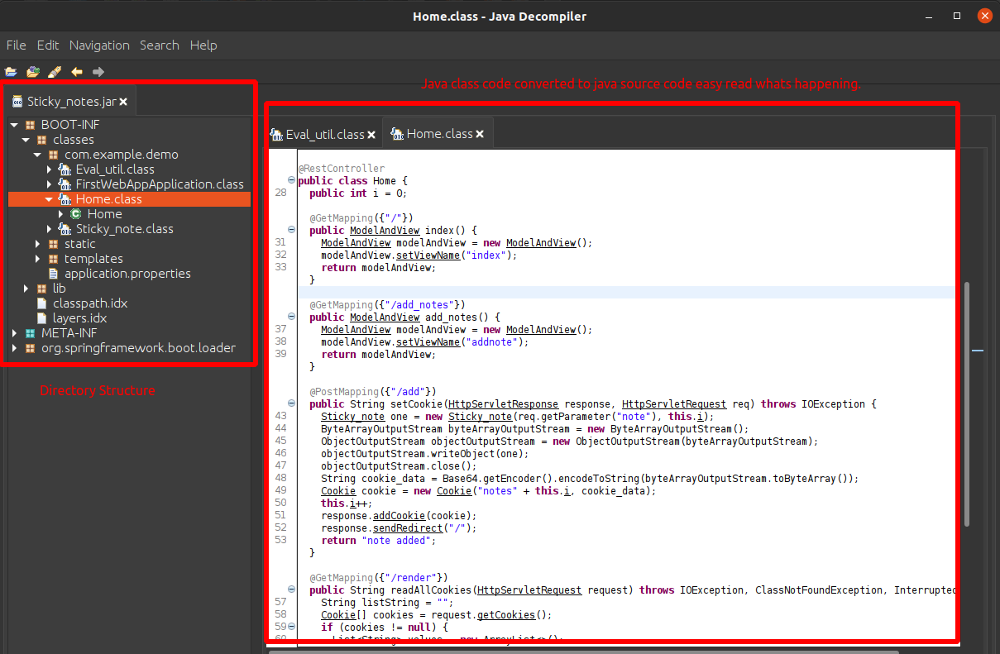 Home.class - Java Decompiler
File Edit Navigation Search Help
Java class code converted to java source code easy read whats happening.
Sticky_notes.jar
BOOT-INF
classes
com.example.demo
Eval_util.class
FirstWebAppApplication.class
Home.class
Home
Sticky_note.class
static
templates
application.properties
lib
classpath.idx
layers.idx
META-INF
org.springframework.boot.loader
Directory Structure
Eval_util.class Home.class
@RestController
public class Home {
28 public int i = 0;
@GetMapping({"/"})
public ModelAndView index() {
31 ModelAndView modelAndView = new ModelAndView();
32 modelAndView.setViewName("index");
33 return modelAndView;
}
@GetMapping({"/add_notes"})
public ModelAndView add_notes() {
37 ModelAndView modelAndView = new ModelAndView();
38 modelAndView.setViewName("addnote");
39 return modelAndView;
}
@PostMapping({"/add"})
public String setCookie(HttpServletResponse response, HttpServletRequest req) throws IOException {
43 Sticky_note one = new Sticky_note(req.getParameter("note"), this.i);
44 ByteArrayOutputStream byteArrayOutputStream = new ByteArrayOutputStream();
45 ObjectOutputStream objectOutputStream = new ObjectOutputStream(byteArrayOutputStream);
46 objectOutputStream.writeObject(one);
47 objectOutputStream.close();
48 String cookie_data = Base64.getEncoder().encodeToString(byteArrayOutputStream.toByteArray());
49 Cookie cookie = new Cookie("notes" + this.i, cookie_data);
50 this.i++;
51 response.addCookie(cookie);
52 response.sendRedirect("/");
53 return "note added";
}
@GetMapping({"/render"})
public String readAllCookies(HttpServletRequest request) throws IOException, ClassNotFoundException, Interrupted
57 String listString = "";
58 Cookie[] cookies = request.getCookies();
59 if (cookies != null) {
60 List<String> values = new ArrayList<>();